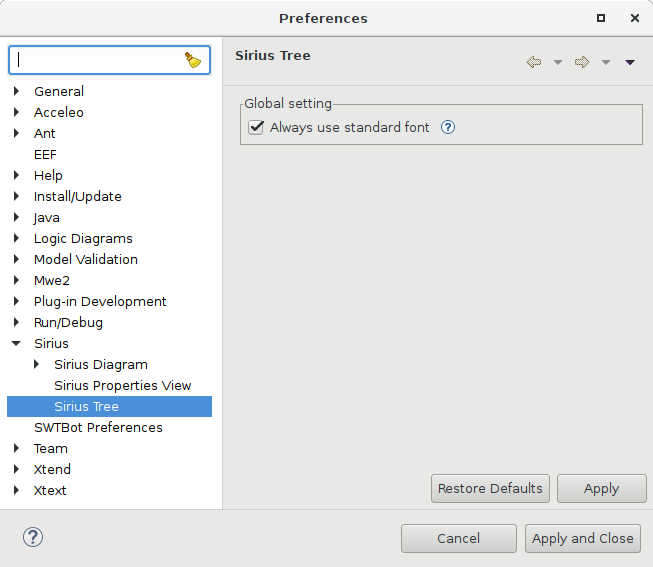 Preferences
Sirius Tree
General
Acceleo
Ant
EEF
Help
Install/Update
Java
Logic Diagrams
Model Validation
Mwe2
Plug-in Development
Run/Debug
Sirius
Sirius Diagram
Sirius Properties View
Sirius Tree
SWTBot Preferences
Team
Xtend
Xtext
Global setting
Always use standard font
Restore Defaults
Apply
Cancel
Apply and Close